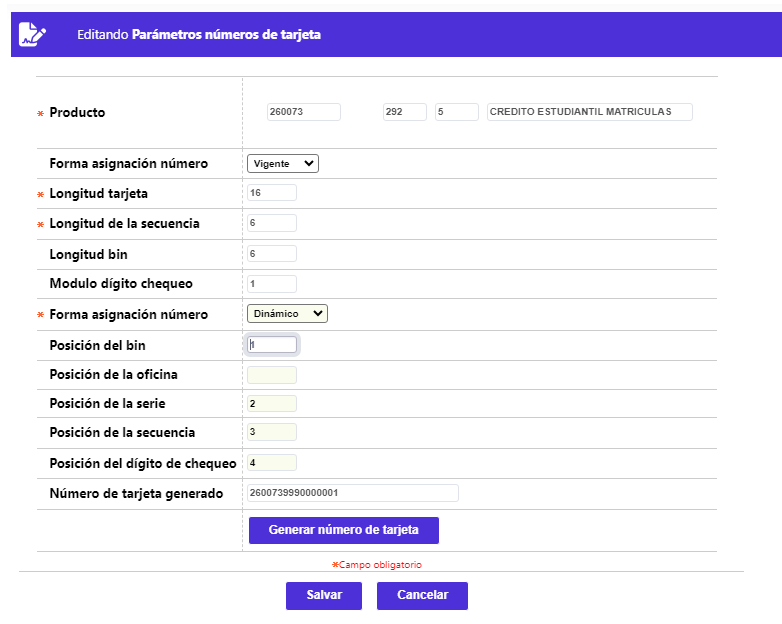 Editando Parámetros números de tarjeta
* Producto 260073 292 5 CREDITO ESTUDIANTIL MATRICULAS
Forma asignación número Vigente
* Longitud tarjeta 16
* Longitud de la secuencia 6
Longitud bin 6
Modulo dígito chequeo 1
* Forma asignación número Dinámico
Posición del bin 1
Posición de la oficina
Posición de la serie 2
Posición de la secuencia 3
Posición del dígito de chequeo 4
Número de tarjeta generado 2600739990000001
Generar número de tarjeta
*Campo obligatorio
Salvar Cancelar